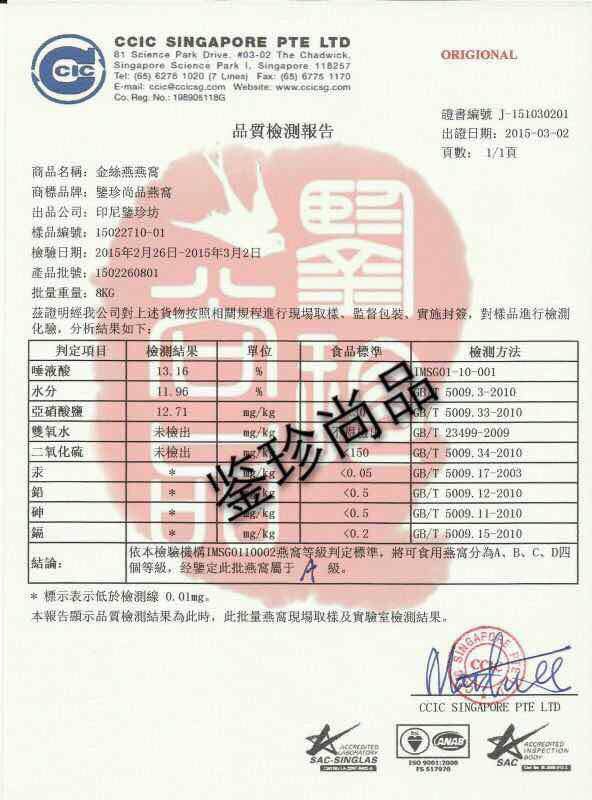 CCIC SINGAPORE PTE LTD
81 Science Park Drive, #03-02 The Chadwick,
Singapore Science Park I, Singapore 118257
Tel: (65) 6276 1020 (7 Lines) Fax: (65) 6775 1170
E-mail: ccic@ccicsg.com Website: www.ccicsg.com
Co. Reg. No.: 198905118G
CIC
ORIGIONAL
證書編號 J-151030201
出證日期: 2015-03-02
頁數: 1/1頁
品質檢測報告
商品名稱: 金絲燕燕窩
商標品牌: 鑒珍尚品燕窩
出品公司: 印尼鑒珍坊
樣品編號: 15022710-01
檢驗日期: 2015年2月26日-2015年3月2日
產品批號: 1502260801
批量重量: 8KG
茲證明經我公司對上述貨物按照相關規程進行現場取樣、監督包裝、實施封簽, 對樣品進行檢測
化驗, 分析結果如下:
判定項目 檢測結果 單位 食品標準 檢測方法
唾液酸 13.16 % IMSG01-10-001
水分 11.96 % GB/T 5009.3-2010
亞硝酸鹽 12.71 mg/kg GB/T 5009.33-2010
雙氧水 未檢出 mg/kg GB/T 23499-2009
二氧化硫 未檢出 mg/kg <150 GB/T 5009.34-2010
汞 * mg/kg <0.05 GB/T 5009.17-2003
鉛 * mg/kg <0.5 GB/T 5009.12-2010
砷 * mg/kg <0.5 GB/T 5009.11-2010
鎘 * mg/kg <0.2 GB/T 5009.15-2010
結論: 依本檢驗機構IMSG0110002燕窩等級判定標準, 將可食用燕窩分為A、B、C、D四
個等級, 經鑒定此批燕窩屬于 A 級。
鉴珍尚品
* 標示表示低於檢測線 0.01mg。
本報告顯示品質檢測結果為此時, 此批量燕窩現場取樣及實驗室檢測結果。
SINGAPORE PTE
CCIC
CCIC SINGAPORE PTE LTD
ACCREDITED
LABORATORY
SAC-SINGLAS
ANAB
ISO 9001:2008
FS 517970
ACCREDITED
INSPECTION
BODY
SAC